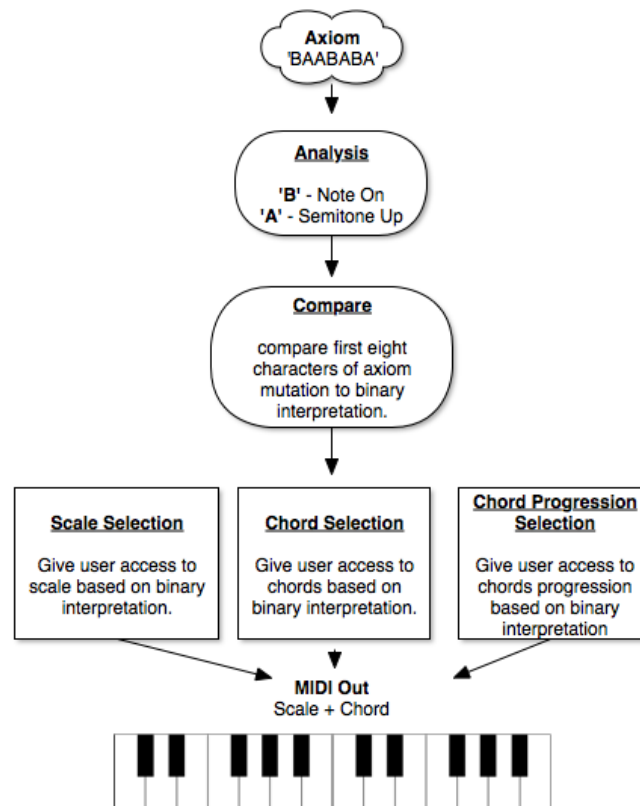 Axiom
'BAABABA'
Analysis
'B' - Note On
'A' - Semitone Up
Compare
compare first eight
characters of axiom
mutation to binary
interpretation.
Scale Selection
Give user access to
scale based on binary
interpretation.
Chord Selection
Give user access to
chords based on
binary interpretation.
Chord Progression
Selection
Give user access to
chords progression
based on binary
interpretation
MIDI Out
Scale + Chord